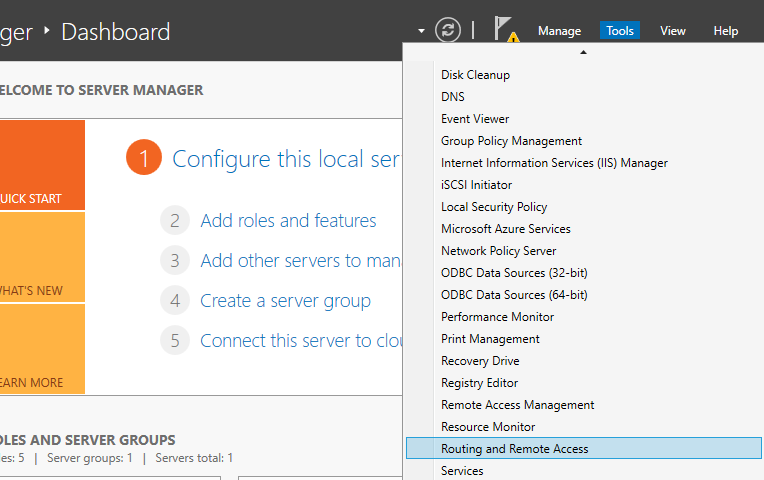 ger Dashboard
Manage Tools View Help
ELCOME TO SERVER MANAGER
1 Configure this local ser
UICK START
2 Add roles and features
3 Add other servers to man
HAT'S NEW
4 Create a server group
5 Connect this server to clou
EARN MORE
OLES AND SERVER GROUPS
les: 5 | Server groups: 1 | Servers total: 1
Disk Cleanup
DNS
Event Viewer
Group Policy Management
Internet Information Services (IIS) Manager
iSCSI Initiator
Local Security Policy
Microsoft Azure Services
Network Policy Server
ODBC Data Sources (32-bit)
ODBC Data Sources (64-bit)
Performance Monitor
Print Management
Recovery Drive
Registry Editor
Remote Access Management
Resource Monitor
Routing and Remote Access
Services